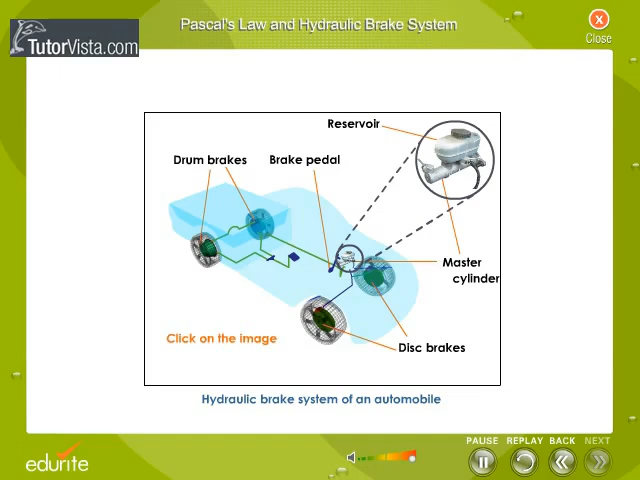 Pascal's Law and Hydraulic Brake System
X
Close
TutorVista.com
Reservoir
Drum brakes
Brake pedal
Master
cylinder
Disc brakes
Click on the image
Hydraulic brake system of an automobile
PAUSE REPLAY BACK NEXT
edurite